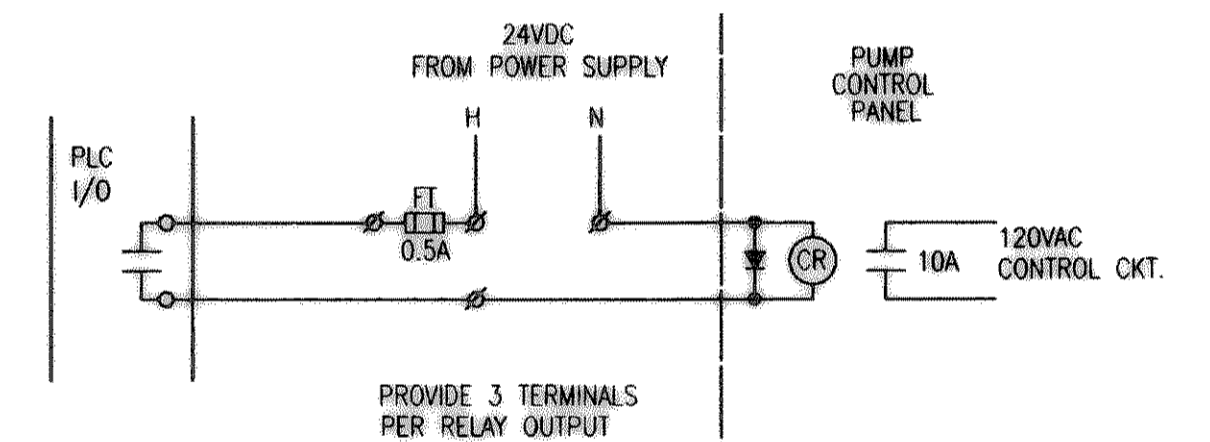 24VDC
FROM POWER SUPPLY
H
N
PUMP
CONTROL
PANEL
PLC
I/O
FT
0.5A
CR
10A
120VAC
CONTROL CKT.
PROVIDE 3 TERMINALS
PER RELAY OUTPUT